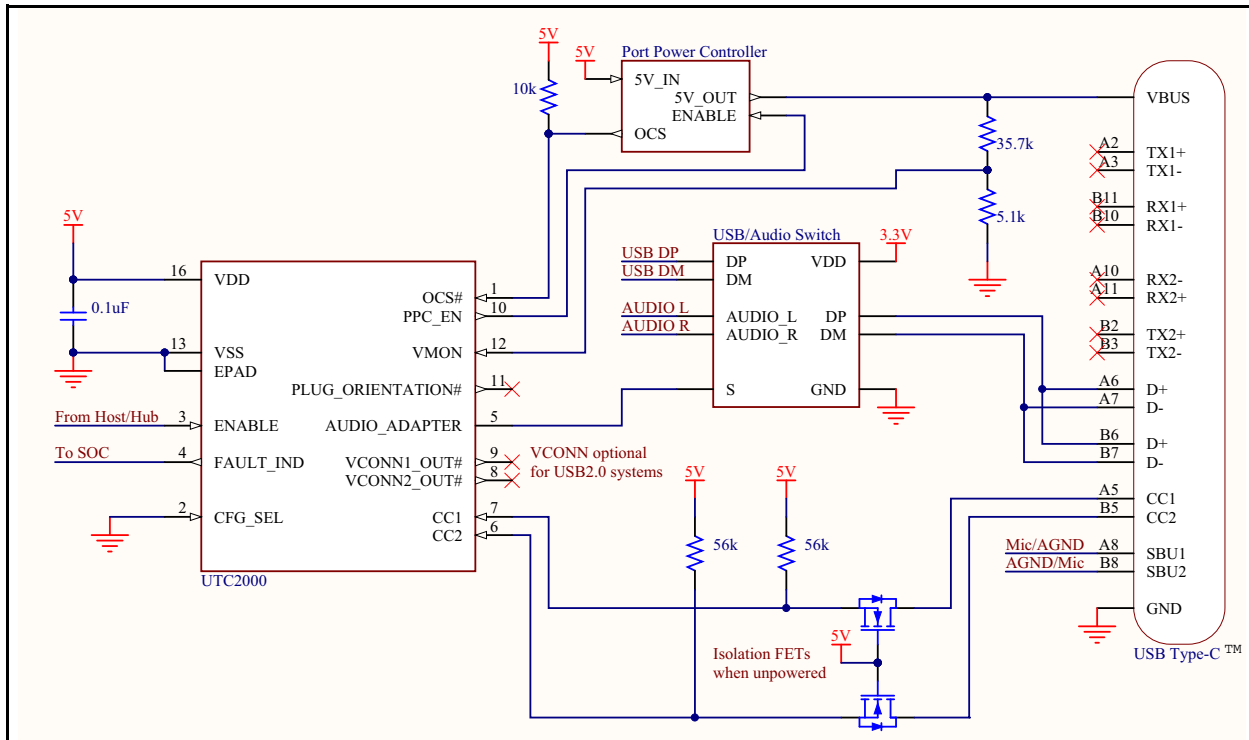 5V
5V
Port Power Controller
5V_IN
5V_OUT
ENABLE
OCS
10k
VBUS
35.7k
5.1k
A2
TX1+
A3
TX1-
B11
RX1+
B10
RX1-
A10
RX2-
A11
RX2+
B2
TX2+
B3
TX2-
A6
D+
A7
D-
B6
D+
B7
D-
A5
CC1
B5
CC2
Mic/AGND
A8
SBU1
AGND/Mic
B8
SBU2
GND
USB Type-C TM
USB/Audio Switch
3.3V
USB DP
DP
VDD
USB DM
DM
AUDIO L
AUDIO_L
DP
AUDIO R
AUDIO_R
DM
S
GND
5V
0.1uF
16
VDD
OCS#
1
PPC_EN
10
13
VSS
VMON
12
EPAD
PLUG_ORIENTATION#
11
From Host/Hub
3
ENABLE
AUDIO_ADAPTER
5
To SOC
4
FAULT_IND
VCONN1_OUT#
9
VCONN2_OUT#
8
VCONN optional
for USB2.0 systems
2
CFG_SEL
CC1
7
CC2
6
UTC2000
5V
5V
56k
56k
5V
Isolation FETs
when unpowered